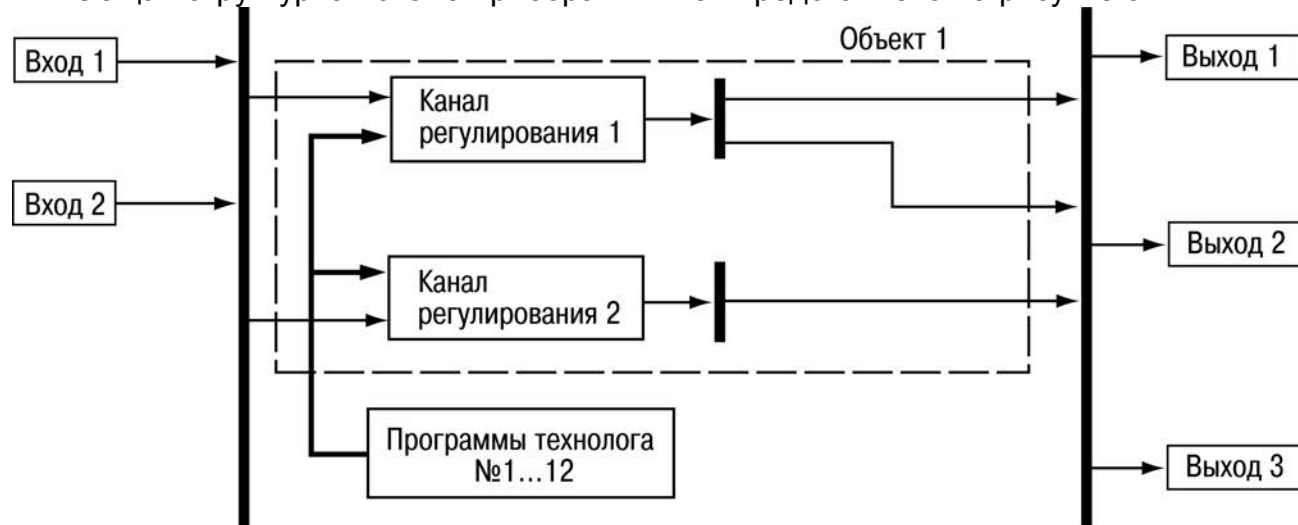 Объект 1
Вход 1
Выход 1
Канал
регулирования 1
Вход 2
Выход 2
Канал
регулирования 2
Программы технолога
№1...12
Выход 3